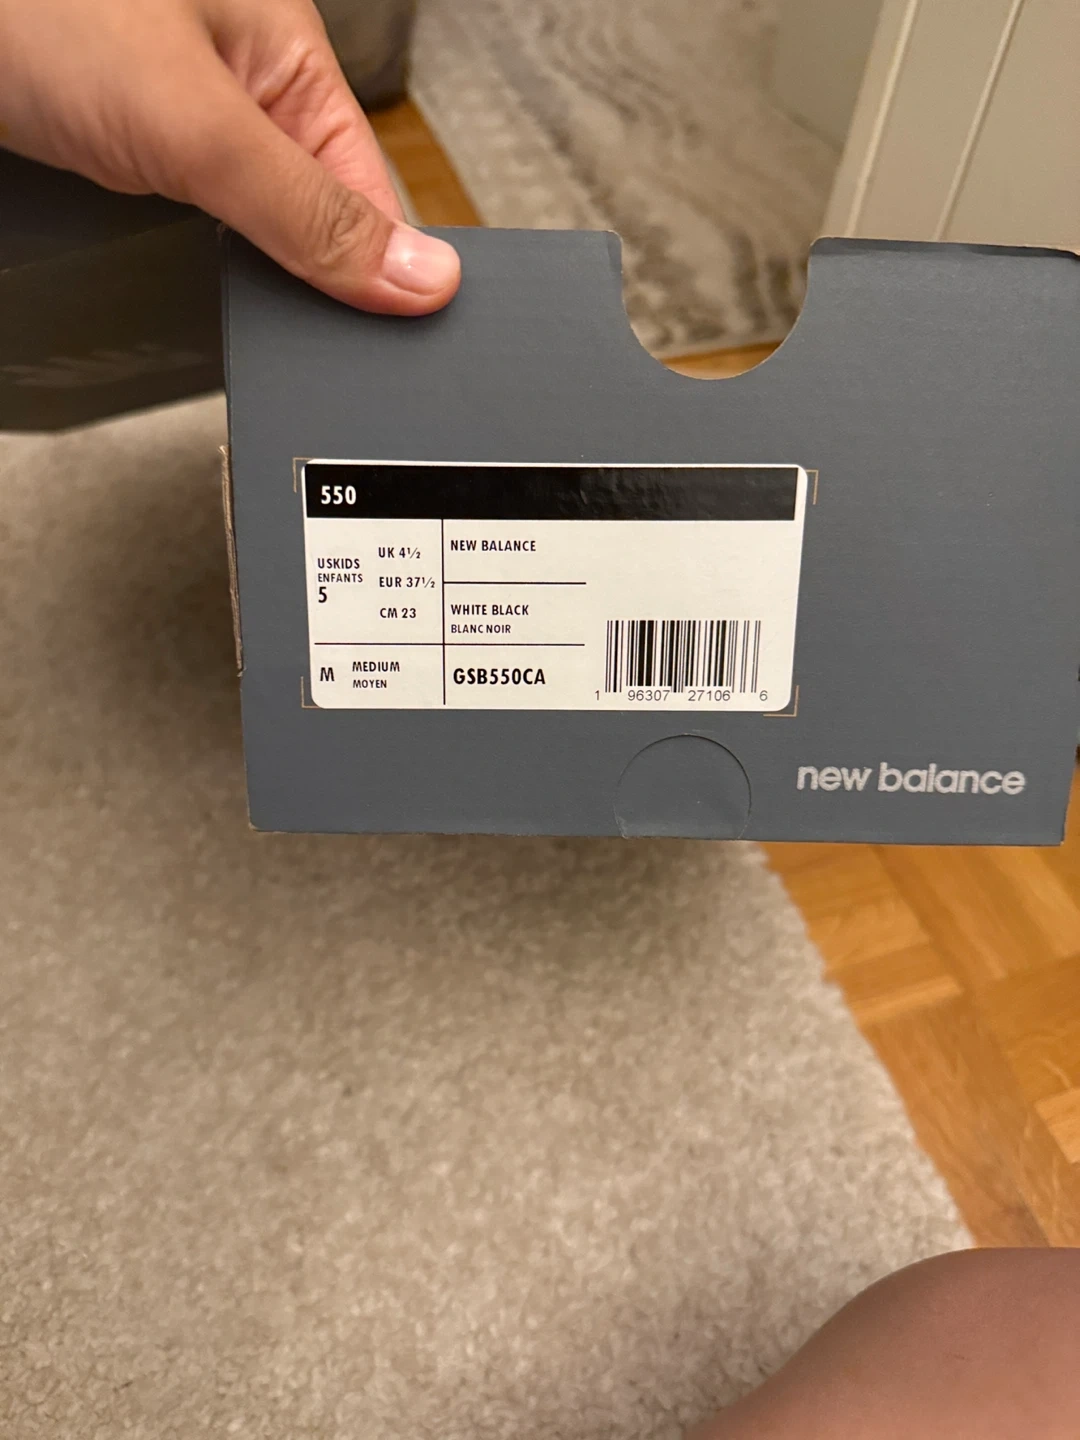 550
USKIDS
ENFANTS
5
UK 4½
EUR 37½
CM 23
NEW BALANCE
WHITE BLACK
BLANC NOIR
M
MEDIUM
MOYEN
GSB550CA
1 96307 27106 6
new balance